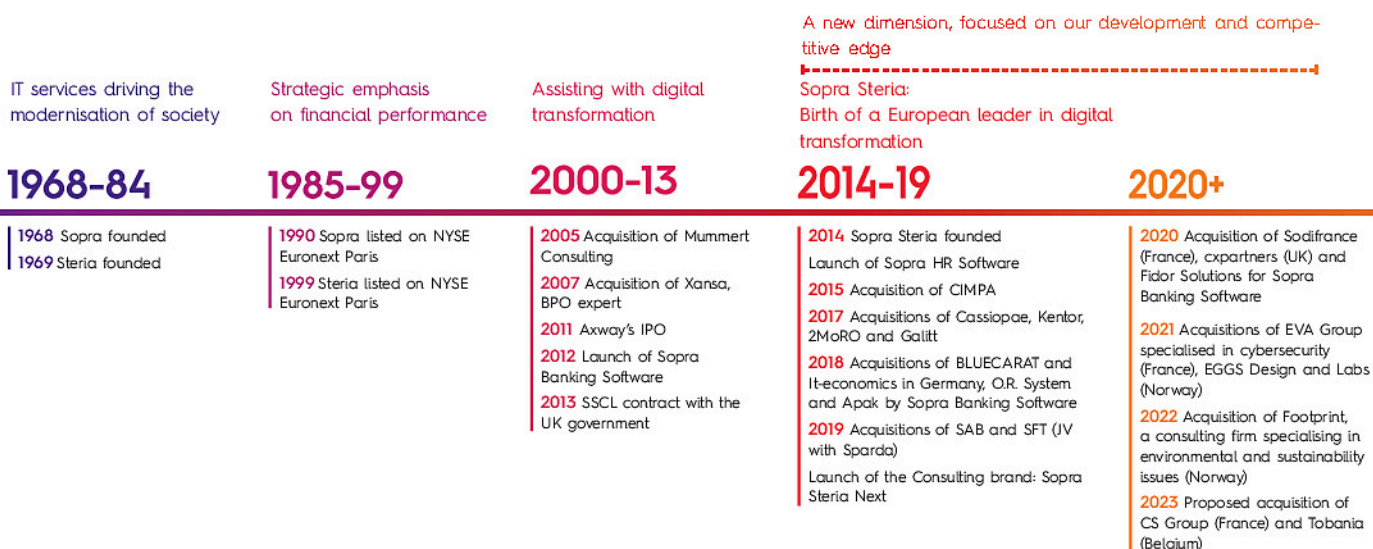 A new dimension, focused on our development and compe-
titive edge
IT services driving the
modernisation of society
1968-84
1968 Sopra founded
1969 Steria founded
Strategic emphasis
on financial performance
1985-99
1990 Sopra listed on NYSE
Euronext Paris
1999 Steria listed on NYSE
Euronext Paris
Assisting with digital
transformation
2000-13
2005 Acquisition of Mummert
Consulting
2007 Acquisition of Xansa,
BPO expert
2011 Axway's IPO
2012 Launch of Sopra
Banking Software
2013 SSCL contract with the
UK government
Sopra Steria:
Birth of a European leader in digital
transformation
2014-19
2014 Sopra Steria founded
Launch of Sopra HR Software
2015 Acquisition of CIMPA
2017 Acquisitions of Cassiopae, Kentor,
2MoRO and Galitt
2018 Acquisitions of BLUECARAT and
It-economics in Germany, O.R. System
and Apak by Sopra Banking Software
2019 Acquisitions of SAB and SFT (JV
with Sparda)
Launch of the Consulting brand: Sopra
Steria Next
2020+
2020 Acquisition of Sodifrance
(France), cxpartners (UK) and
Fidor Solutions for Sopra
Banking Software
2021 Acquisitions of EVA Group
specialised in cybersecurity
(France), EGGS Design and Labs
(Norway)
2022 Acquisition of Footprint,
a consulting firm specialising in
environmental and sustainability
issues (Norway)
2023 Proposed acquisition of
CS Group (France) and Tobania
(Belgium)